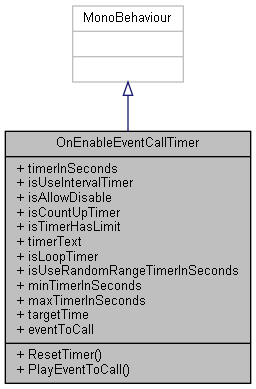 MonoBehaviour
OnEnableEventCallTimer
+ timerInSeconds
+ isUseIntervalTimer
+ isAllowDisable
+ isCountUpTimer
+ isTimerHasLimit
+ timerText
+ isLoopTimer
+ isUseRandomRangeTimerInSeconds
+ minTimerInSeconds
+ maxTimerInSeconds
+ targetTime
+ eventToCall
+ ResetTimer()
+ PlayEventToCall()